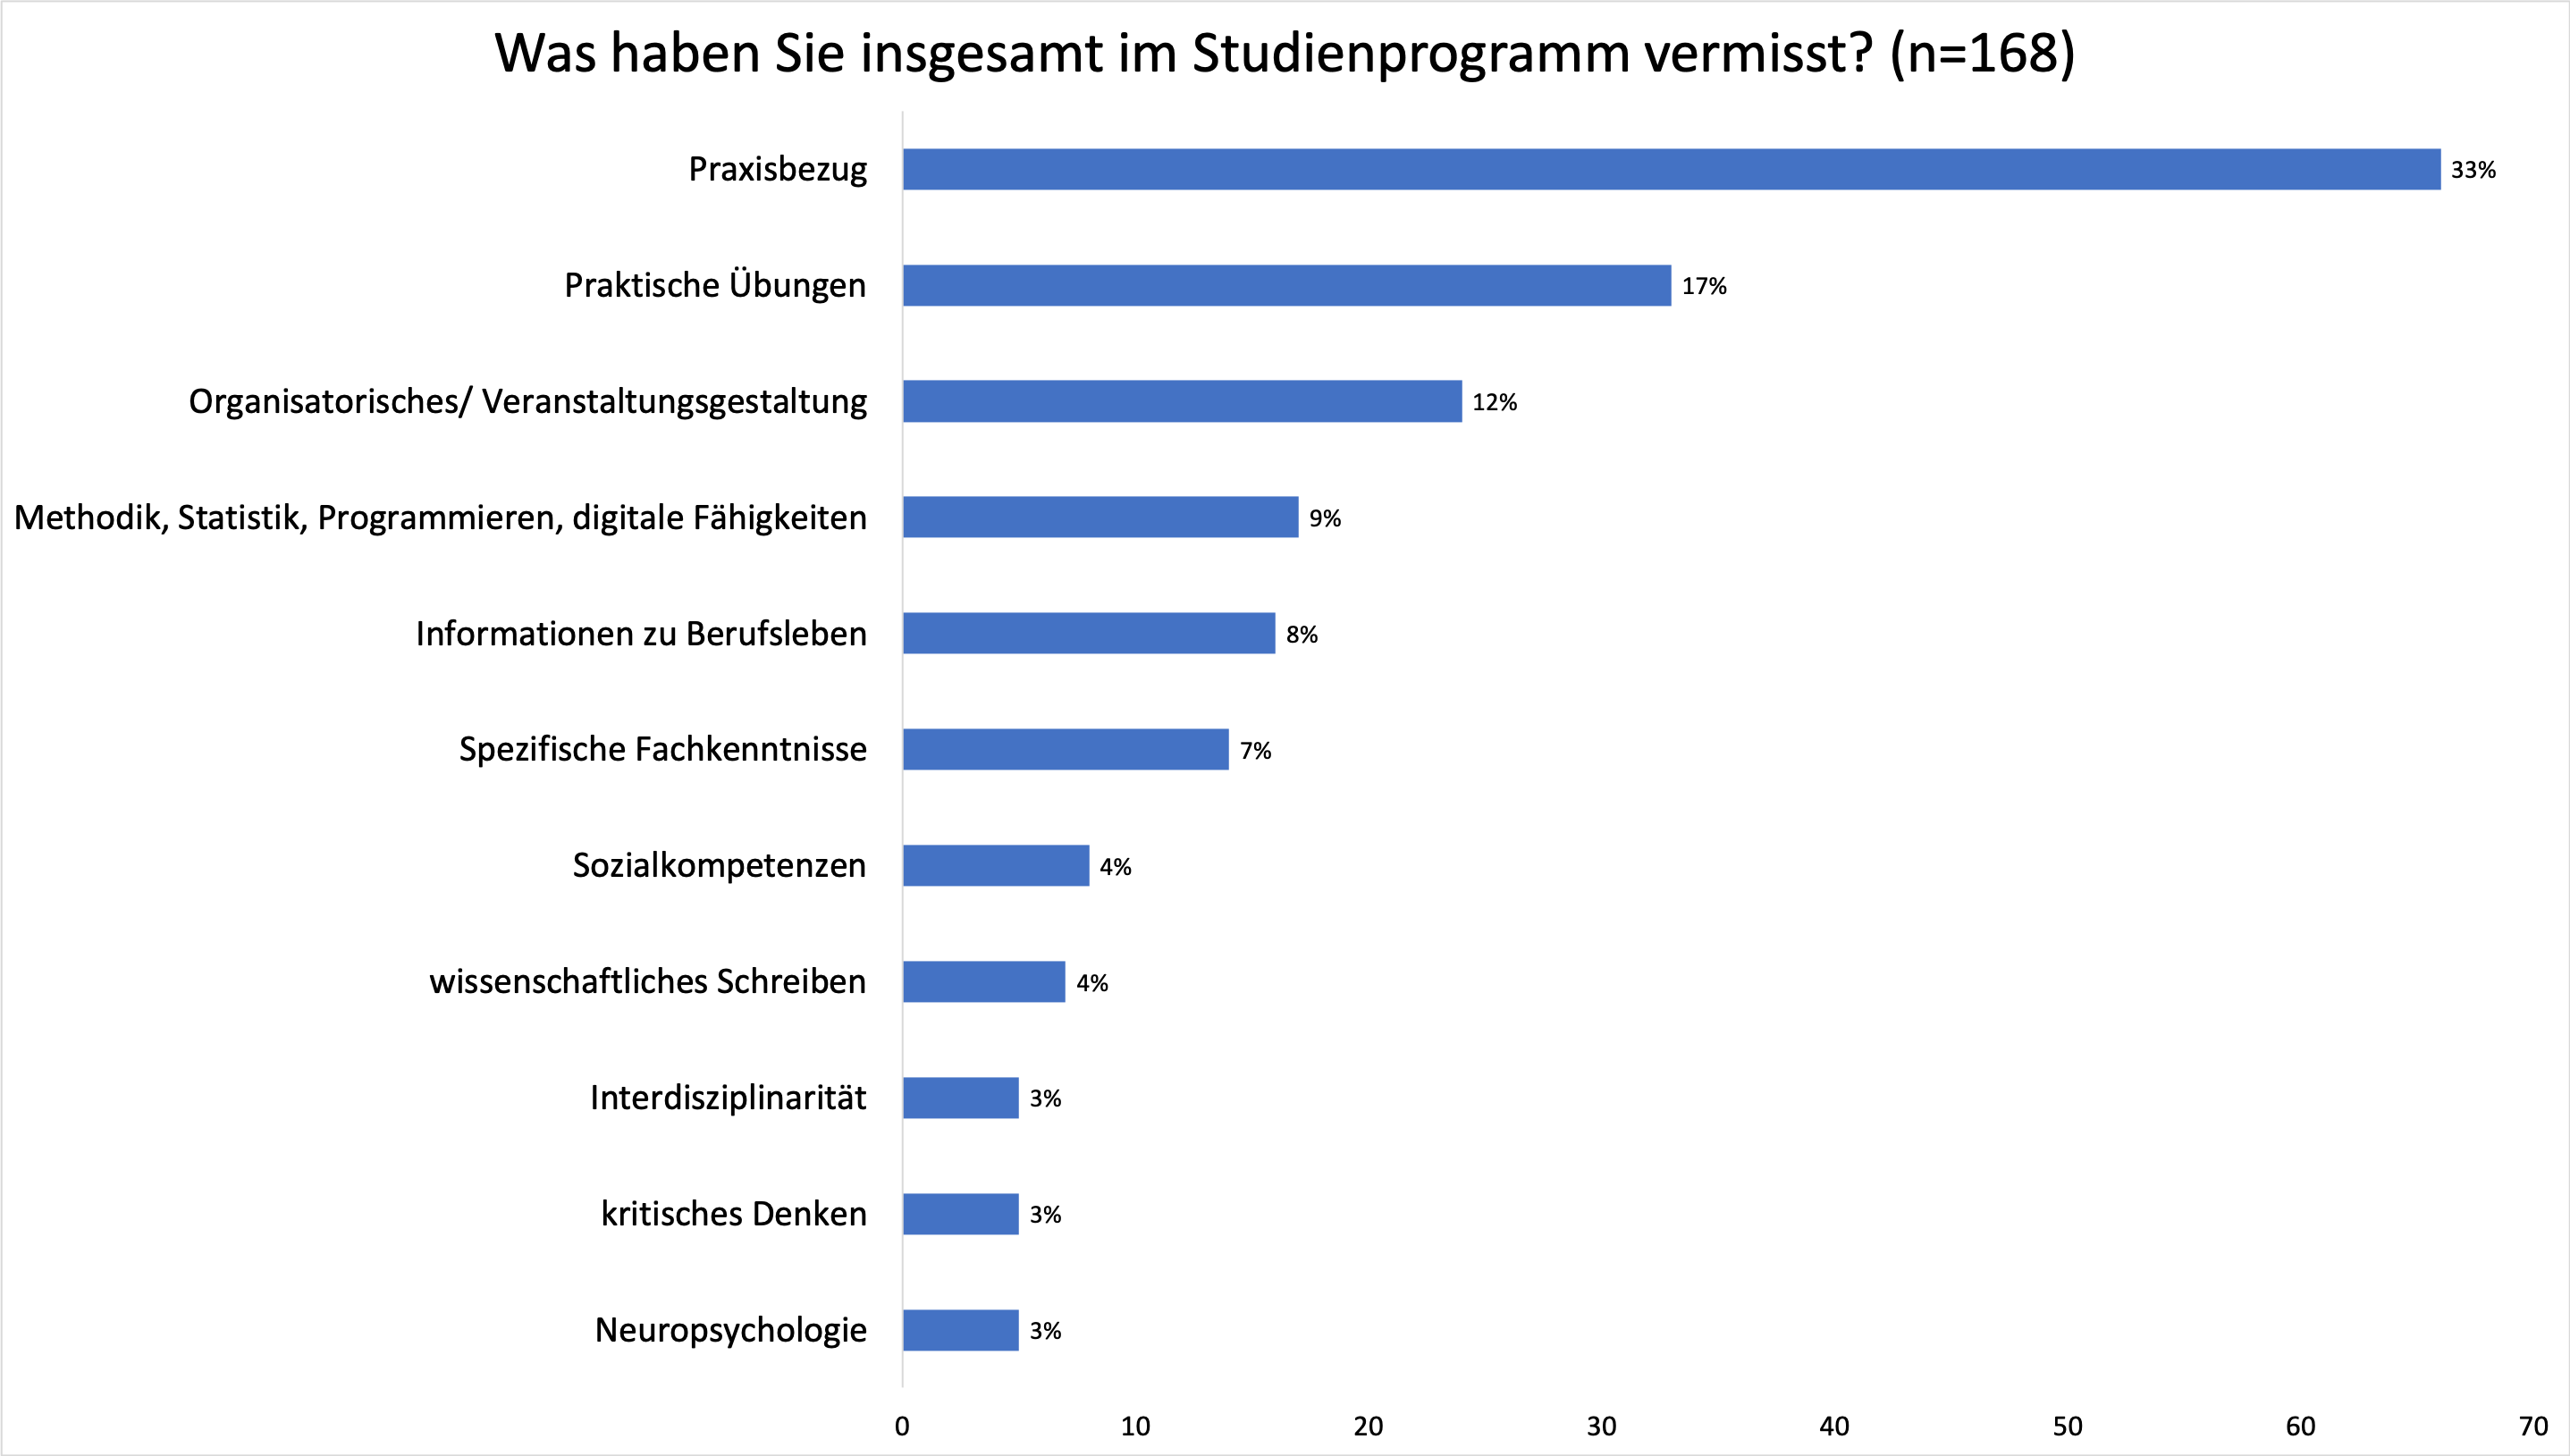 Was haben Sie insgesamt im Studienprogramm vermisst? (n=168)
Praxisbezug 33%
Praktische Übungen 17%
Organisatorisches/ Veranstaltungsgestaltung 12%
Methodik, Statistik, Programmieren, digitale Fähigkeiten 9%
Informationen zu Berufsleben 8%
Spezifische Fachkenntnisse 7%
Sozialkompetenzen 4%
wissenschaftliches Schreiben 4%
Interdisziplinarität 3%
kritisches Denken 3%
Neuropsychologie 3%
0 10 20 30 40 50 60 70